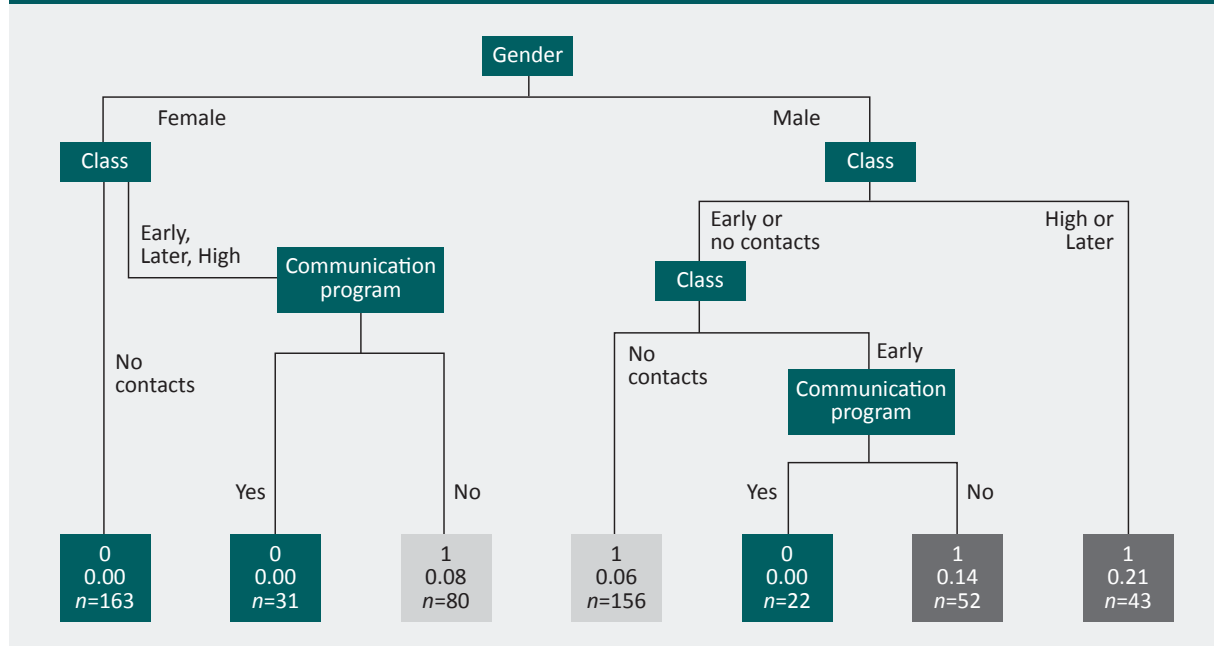 Gender
Female
Male
Class
Class
Early or
no contacts
High or
Later
Early,
Later, High
Communication
program
Class
No
contacts
No
contacts
Early
Communication
program
Yes
No
Yes
No
0
0.00
n=163
0
0.00
n=31
1
0.08
n=80
1
0.06
n=156
0
0.00
n=22
1
0.14
n=52
1
0.21
n=43